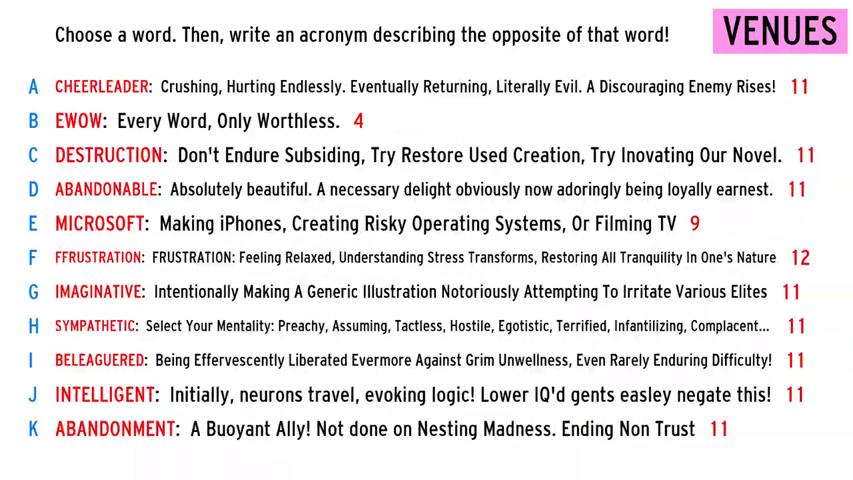 Choose a word. Then, write an acronym describing the opposite of that word!
VENUES
A CHEERLEADER: Crushing, Hurting Endlessly. Eventually Returning, Literally Evil. A Discouraging Enemy Rises! 11
B EWOW: Every Word, Only Worthless. 4
C DESTRUCTION: Don't Endure Subsiding, Try Restore Used Creation, Try Inovating Our Novel. 11
D ABANDONABLE: Absolutely beautiful. A necessary delight obviously now adoringly being loyally earnest. 11
E MICROSOFT: Making iPhones, Creating Risky Operating Systems, Or Filming TV 9
F FFRUSTRATION: FRUSTRATION: Feeling Relaxed, Understanding Stress Transforms, Restoring All Tranquility In One's Nature 12
G IMAGINATIVE: Intentionally Making A Generic Illustration Notoriously Attempting To Irritate Various Elites 11
H SYMPATHETIC: Select Your Mentality: Preachy, Assuming, Tactless, Hostile, Egotistic, Terrified, Infantilizing, Complacent... 11
I BELEAGUERED: Being Effervescently Liberated Evermore Against Grim Unwellness, Even Rarely Enduring Difficulty! 11
J INTELLIGENT: Initially, neurons travel, evoking logic! Lower IQ'd gents easley negate this! 11
K ABANDONMENT: A Buoyant Ally! Not done on Nesting Madness. Ending Non Trust 11